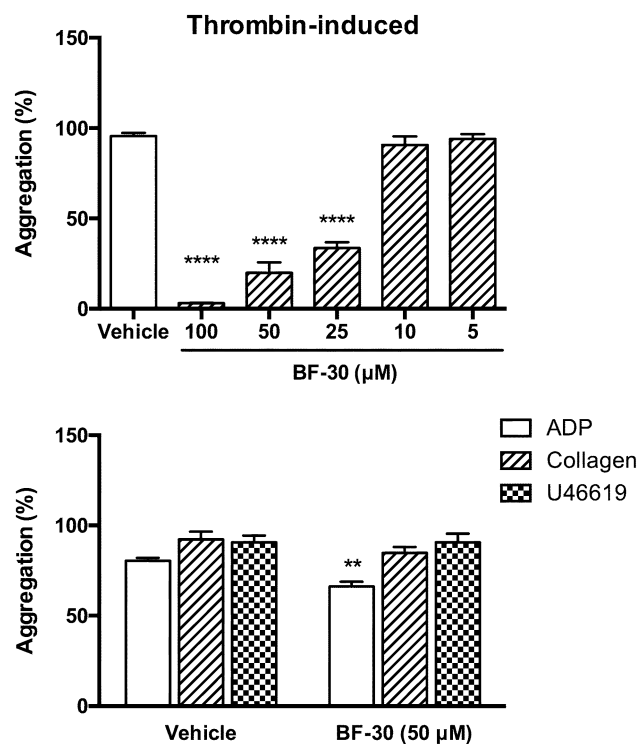 Thrombin-induced
150
100
50
0
Aggregation (%)
****
****
****
Vehicle 100 50 25 10 5
BF-30 (µM)
ADP
Collagen
U46619
150
100
50
0
Aggregation (%)
**
Vehicle BF-30 (50 µM)